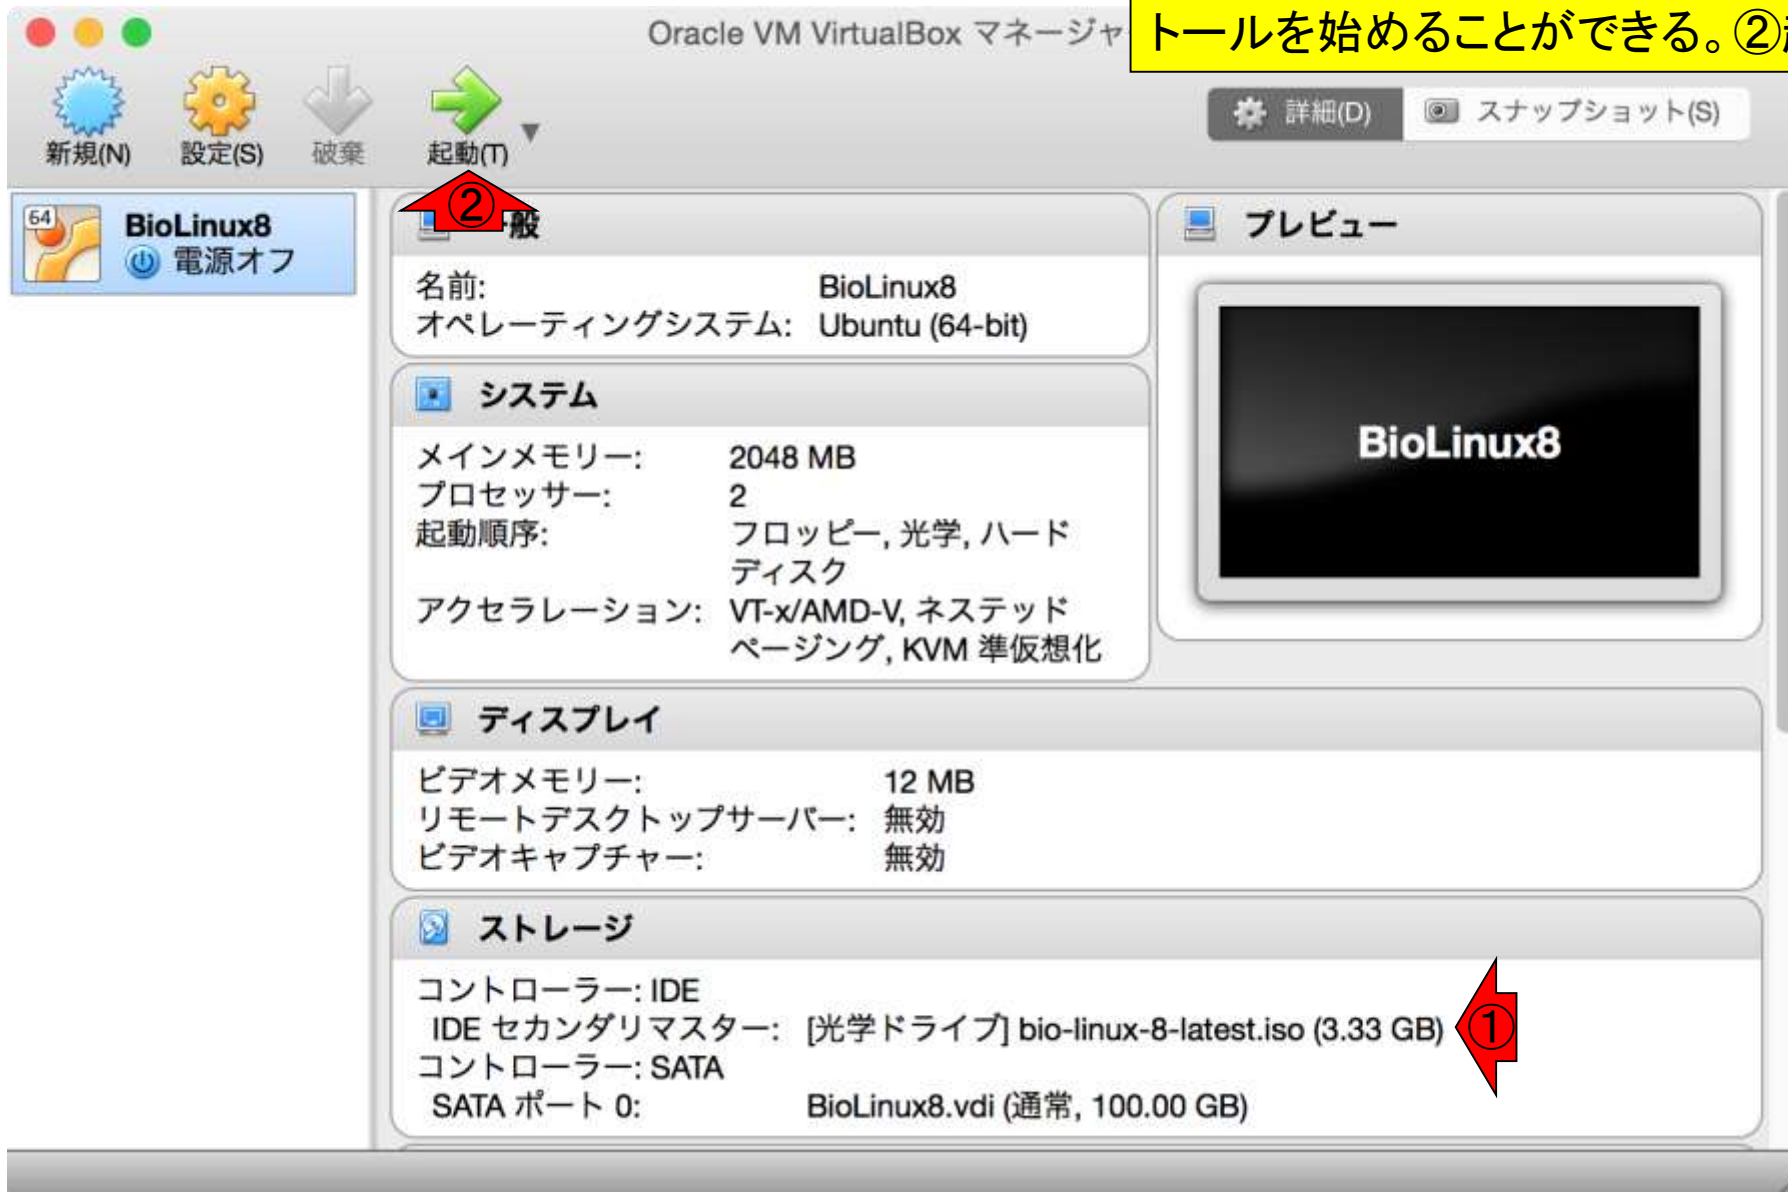 Oracle VM VirtualBox マネージャ
トールを始めることができる。②
新規(N)
設定(S)
破棄
起動(T)
詳細(D)
スナップショット(S)
②
64
BioLinux8
電源オフ
般
名前: BioLinux8
オペレーティングシステム: Ubuntu (64-bit)
プレビュー
BioLinux8
システム
メインメモリー: 2048 MB
プロセッサー: 2
起動順序: フロッピー, 光学, ハード
ディスク
アクセラレーション: VT-x/AMD-V, ネステッド
ページング, KVM 準仮想化
ディスプレイ
ビデオメモリー: 12 MB
リモートデスクトップサーバー: 無効
ビデオキャプチャー: 無効
ストレージ
コントローラー: IDE
IDE セカンダリマスター: [光学ドライブ] bio-linux-8-latest.iso (3.33 GB)
①
コントローラー: SATA
SATA ポート 0: BioLinux8.vdi (通常, 100.00 GB)